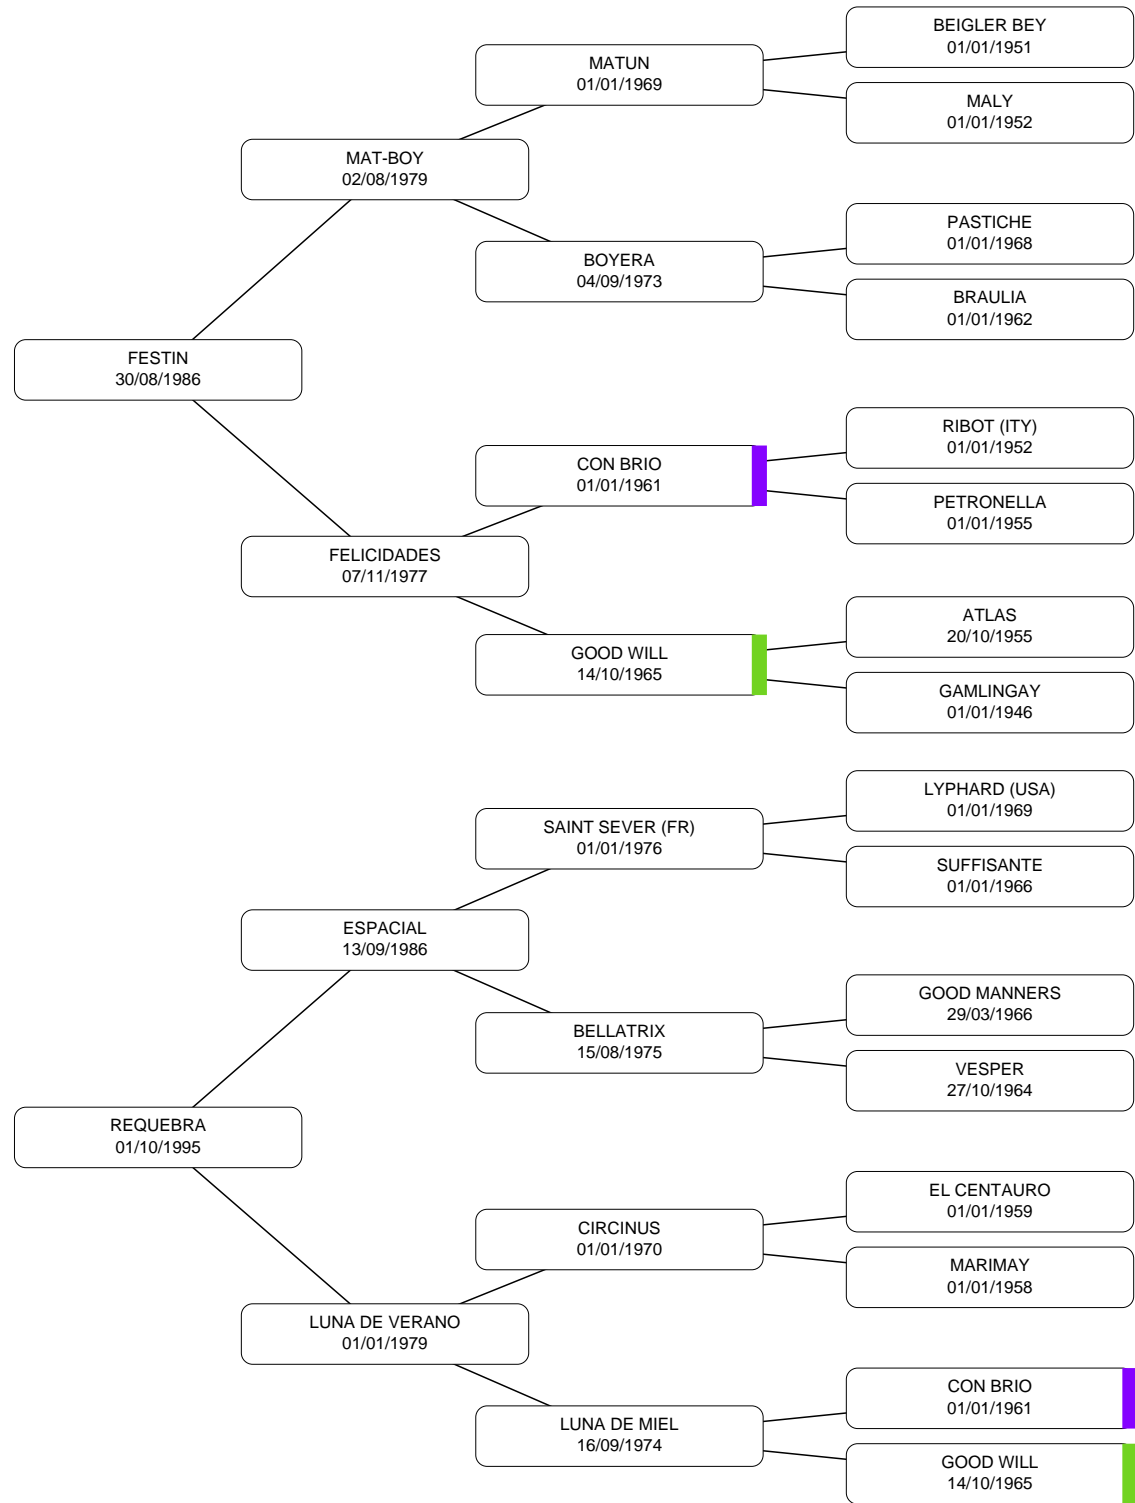 BEIGLER BEY
01/01/1951
MATUN
01/01/1969
MALY
01/01/1952
MAT-BOY
02/08/1979
PASTICHE
01/01/1968
BOYERA
04/09/1973
BRAULIA
01/01/1962
FESTIN
30/08/1986
RIBOT (ITY)
01/01/1952
CON BRIO
01/01/1961
PETRONELLA
01/01/1955
FELICIDADES
07/11/1977
ATLAS
20/10/1955
GOOD WILL
14/10/1965
GAMLINGAY
01/01/1946
LYPHARD (USA)
01/01/1969
SAINT SEVER (FR)
01/01/1976
SUFFISANTE
01/01/1966
ESPACIAL
13/09/1986
GOOD MANNERS
29/03/1966
BELLATRIX
15/08/1975
VESPER
27/10/1964
REQUEBRA
01/10/1995
EL CENTAURO
01/01/1959
CIRCINUS
01/01/1970
MARIMAY
01/01/1958
LUNA DE VERANO
01/01/1979
CON BRIO
01/01/1961
LUNA DE MIEL
16/09/1974
GOOD WILL
14/10/1965